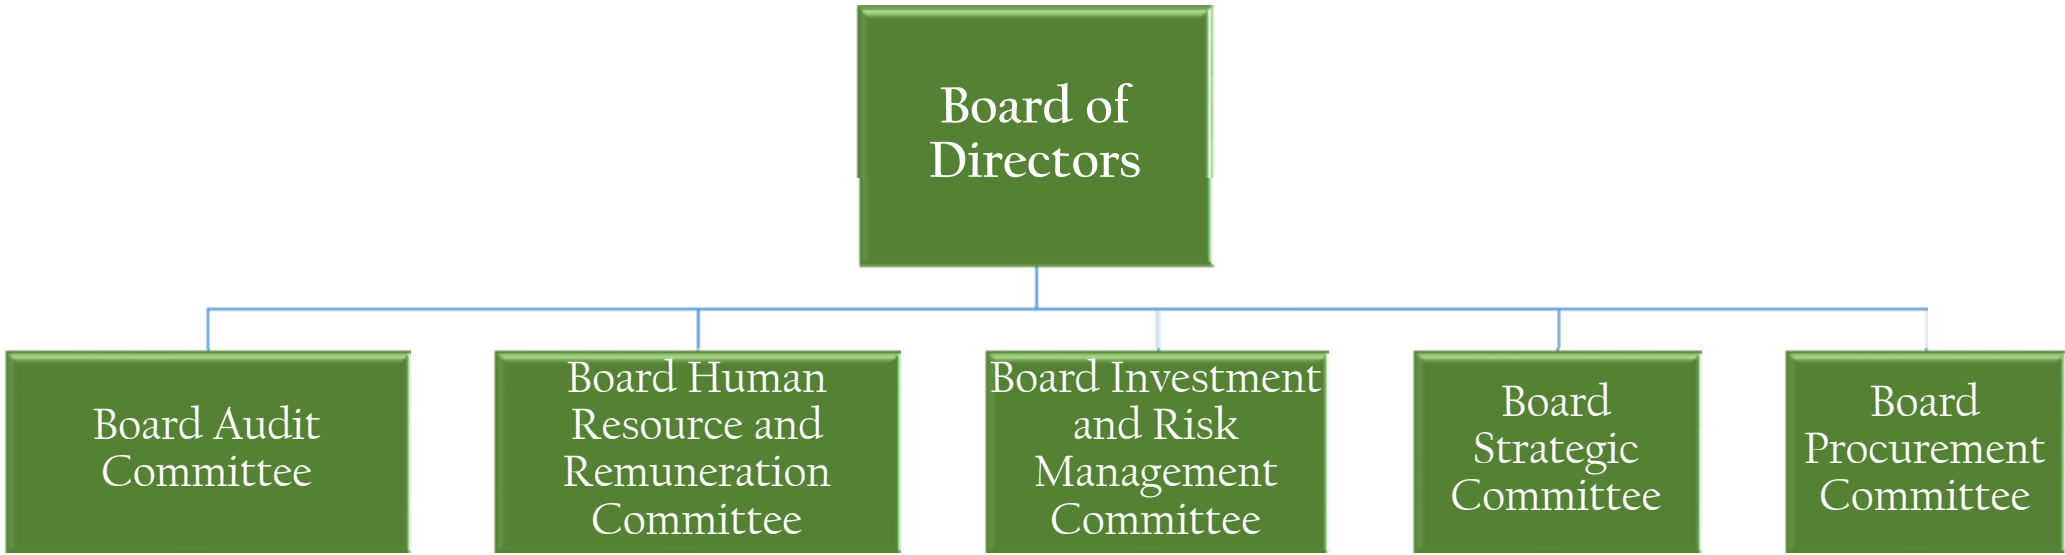 Board of
Directors
Board Audit
Committee
Board Human
Resource and
Remuneration
Committee
Board Investment
and Risk
Management
Committee
Board
Strategic
Committee
Board
Procurement
Committee